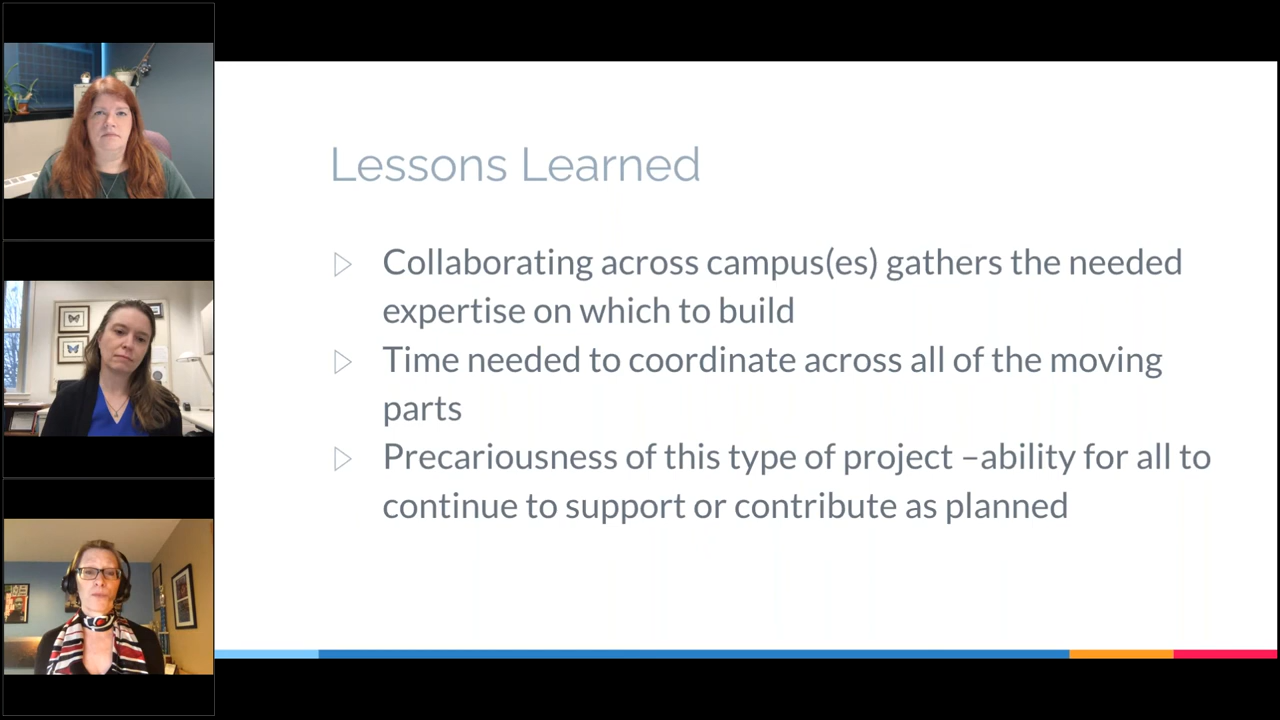 Lessons Learned
Collaborating across campus(es) gathers the needed
expertise on which to build
Time needed to coordinate across all of the moving
parts
Precariousness of this type of project –ability for all to
continue to support or contribute as planned